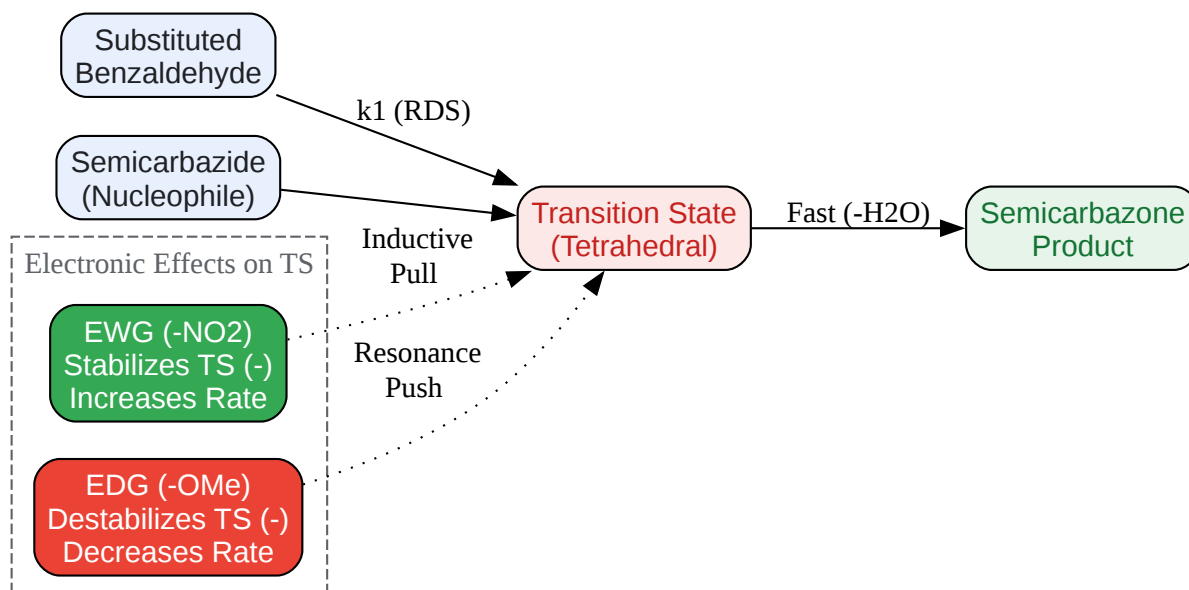 Substituted
Benzaldehyde
k1 (RDS)
Semicarbazide
(Nucleophile)
Transition State
(Tetrahedral)
Fast (-H2O)
Semicarbazone
Product
Electronic Effects on TS
Inductive
Pull
EWG (-NO2)
Stabilizes TS (-)
Increases Rate
Resonance
Push
EDG (-OMe)
Destabilizes TS (-)
Decreases Rate